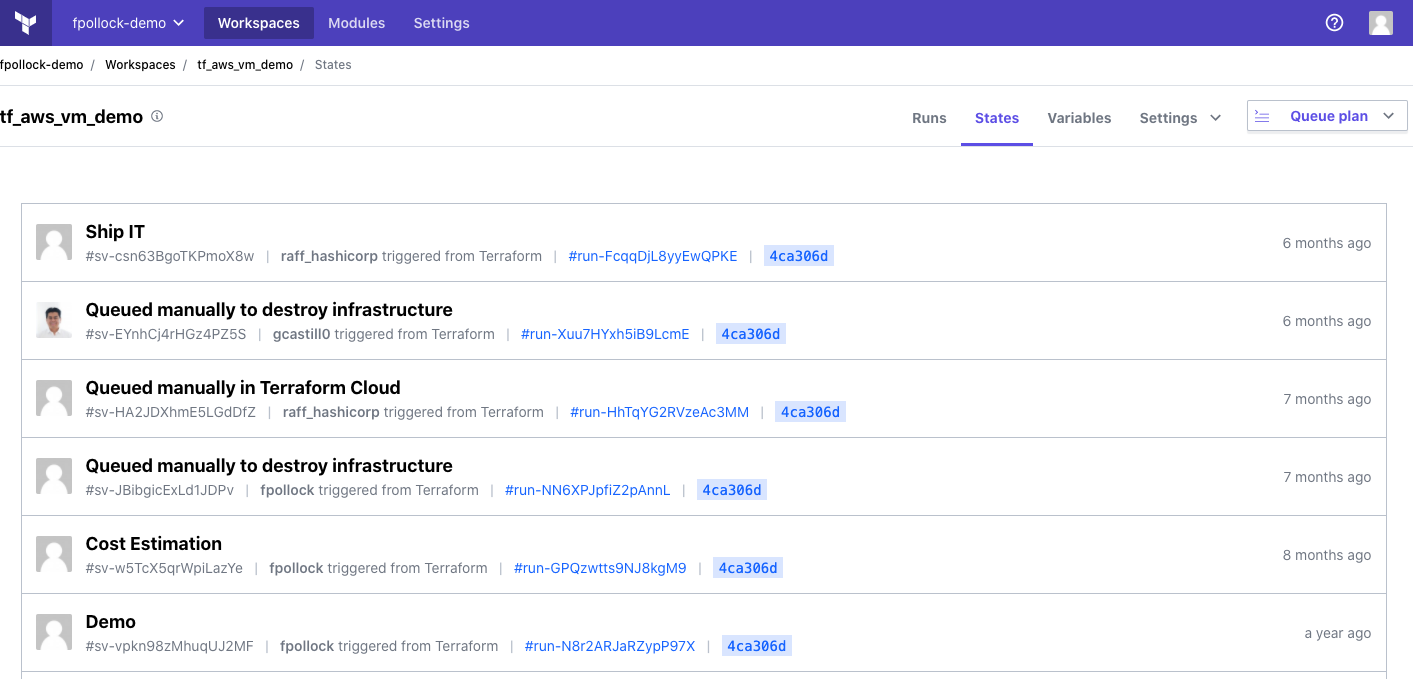 fpollock-demo Workspaces Modules Settings
fpollock-demo / Workspaces / tf_aws_vm_demo / States
tf_aws_vm_demo Runs States Variables Settings Queue plan
Ship IT
#sv-csn63BgoTKPmoX8w | raff_hashicorp triggered from Terraform | #run-FcqqDjL8yyEwQPKE | 4ca306d
6 months ago
Queued manually to destroy infrastructure
#sv-EYnhCj4rHGz4PZ5S | gcastill0 triggered from Terraform | #run-Xuu7HYxh5iB9LcmE | 4ca306d
6 months ago
Queued manually in Terraform Cloud
#sv-HA2JDXhmE5LGdDfZ | raff_hashicorp triggered from Terraform | #run-HhTqYG2RVzeAc3MM | 4ca306d
7 months ago
Queued manually to destroy infrastructure
#sv-JBibgicExLd1JDPv | fpollock triggered from Terraform | #run-NN6XPJpfiZ2pAnnL | 4ca306d
7 months ago
Cost Estimation
#sv-w5TcX5qrWpiLazYe | fpollock triggered from Terraform | #run-GPQzwtts9NJ8kgM9 | 4ca306d
8 months ago
Demo
#sv-vpkn98zMhuqUJ2MF | fpollock triggered from Terraform | #run-N8r2ARJaRZypP97X | 4ca306d
a year ago